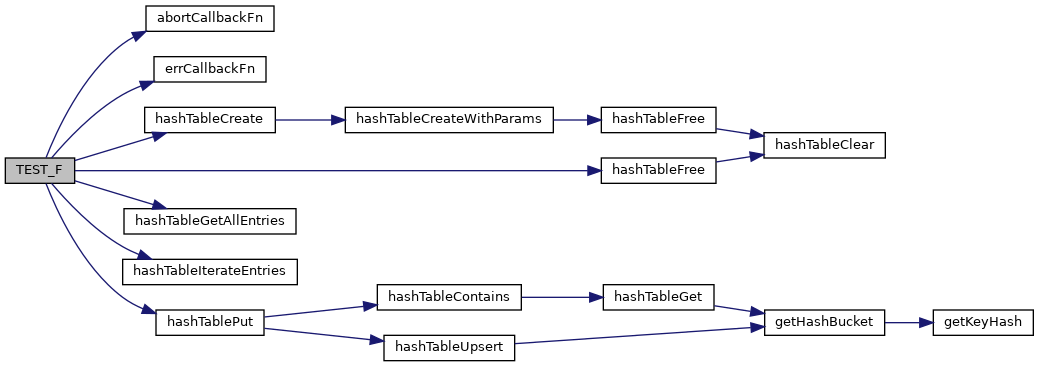 abortCallbackFn
errCallbackFn
hashTableCreate
hashTableCreateWithParams
hashTableFree
hashTableClear
TEST_F
hashTableFree
hashTableGetAllEntries
hashTableIterateEntries
hashTablePut
hashTableContains
hashTableGet
getHashBucket
getKeyHash
hashTableUpsert